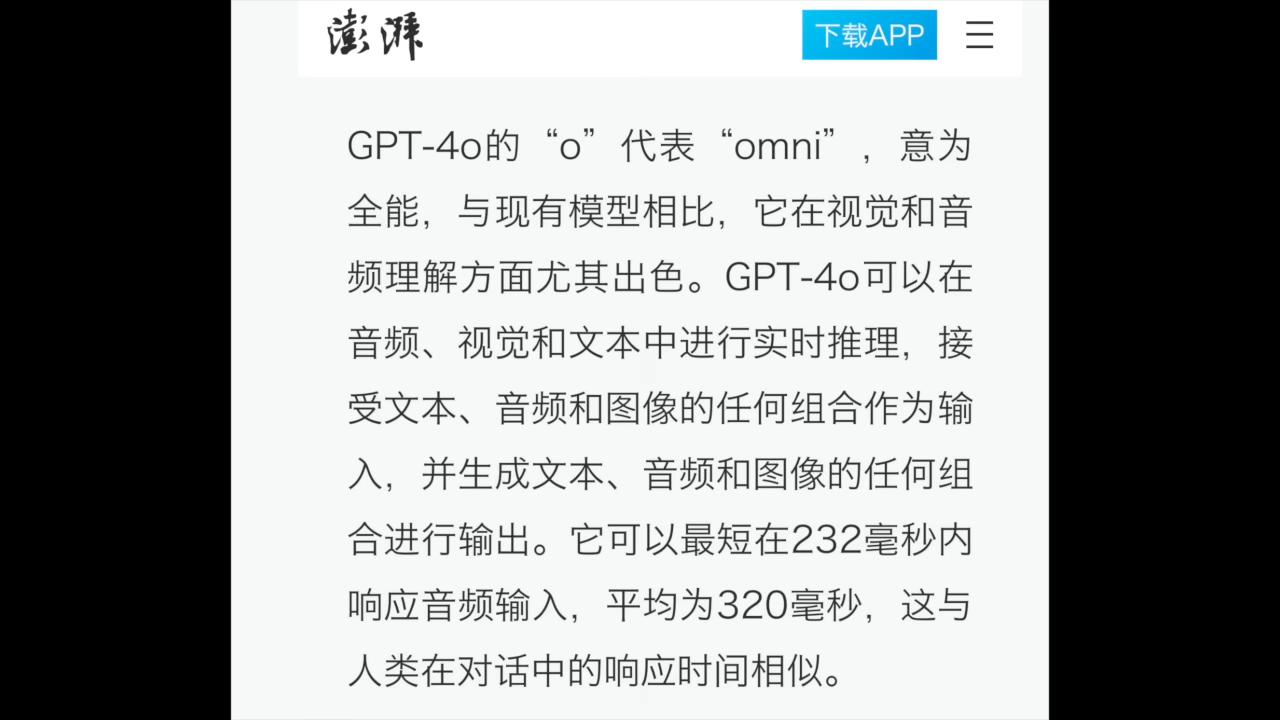 澎湃
下载APP
GPT-4o的“o”代表“omni”，意为
全能，与现有模型相比，它在视觉和音
频理解方面尤其出色。GPT-4o可以在
音频、视觉和文本中进行实时推理，接
受文本、音频和图像的任何组合作为输
入，并生成文本、音频和图像的任何组
合进行输出。它可以最短在232毫秒内
响应音频输入，平均为320毫秒，这与
人类在对话中的响应时间相似。